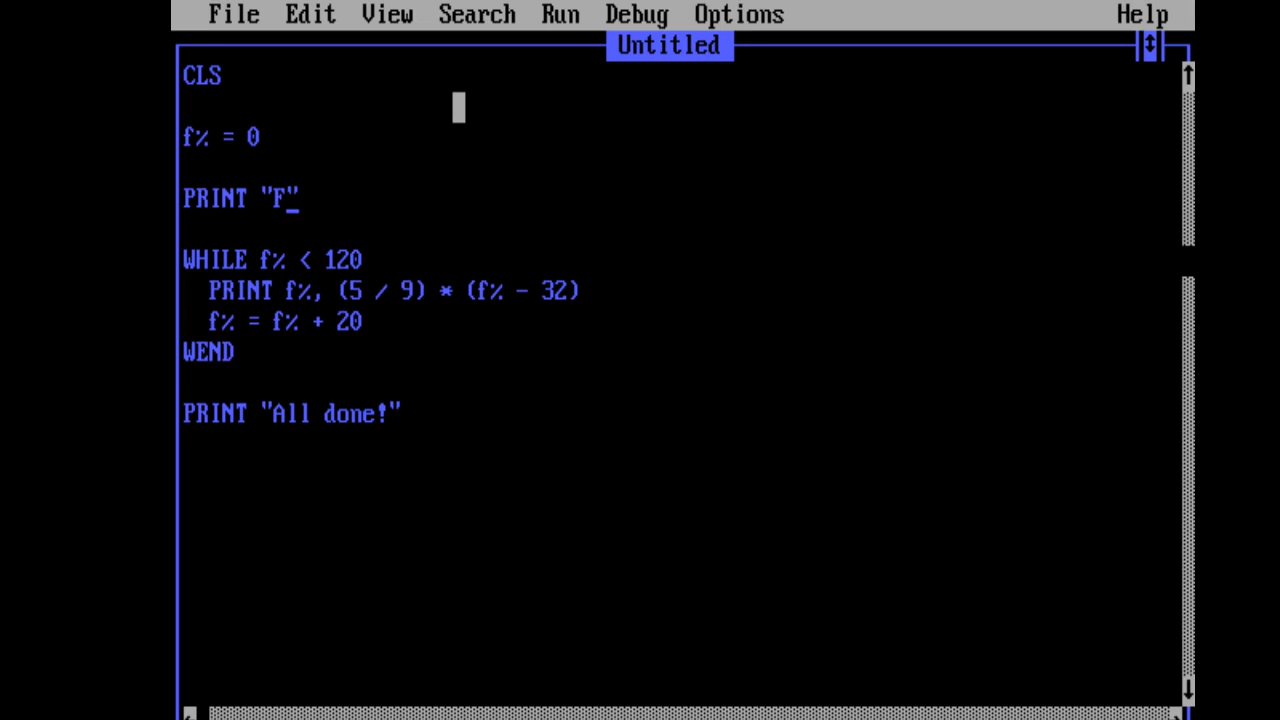 File Edit View Search Run Debug Options Help
Untitled
CLS
f% = 0
PRINT "F"
WHILE f% < 120
  PRINT f%, (5 / 9) * (f% - 32)
  f% = f% + 20
WEND
PRINT "All done!"